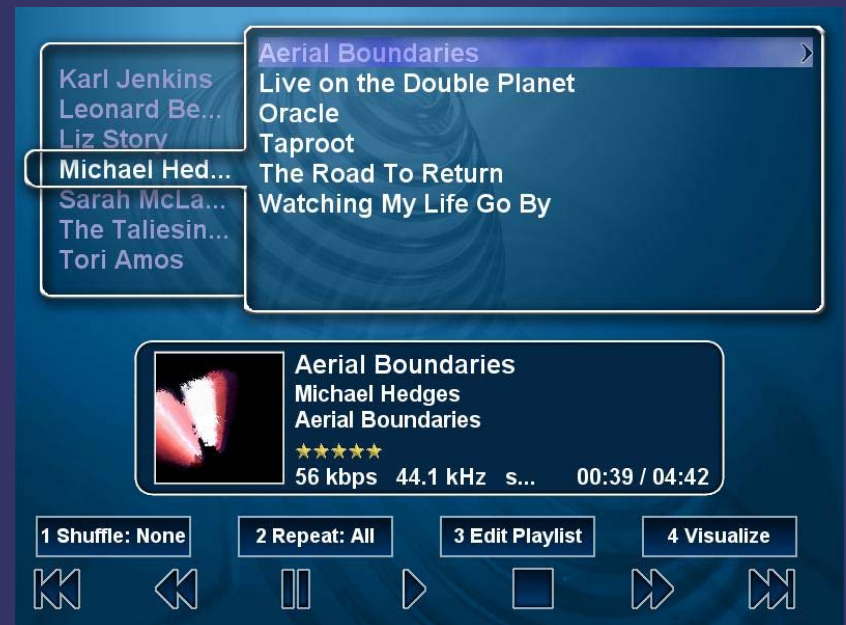 Karl Jenkins
Leonard Be...
Liz Story
Michael Hed...
Sarah McLa...
The Taliesin...
Tori Amos
Aerial Boundaries
Live on the Double Planet
Oracle
Taproot
The Road To Return
Watching My Life Go By
Aerial Boundaries
Michael Hedges
Aerial Boundaries
56 kbps 44.1 kHz s... 00:39 / 04:42
1 Shuffle: None
2 Repeat: All
3 Edit Playlist
4 Visualize